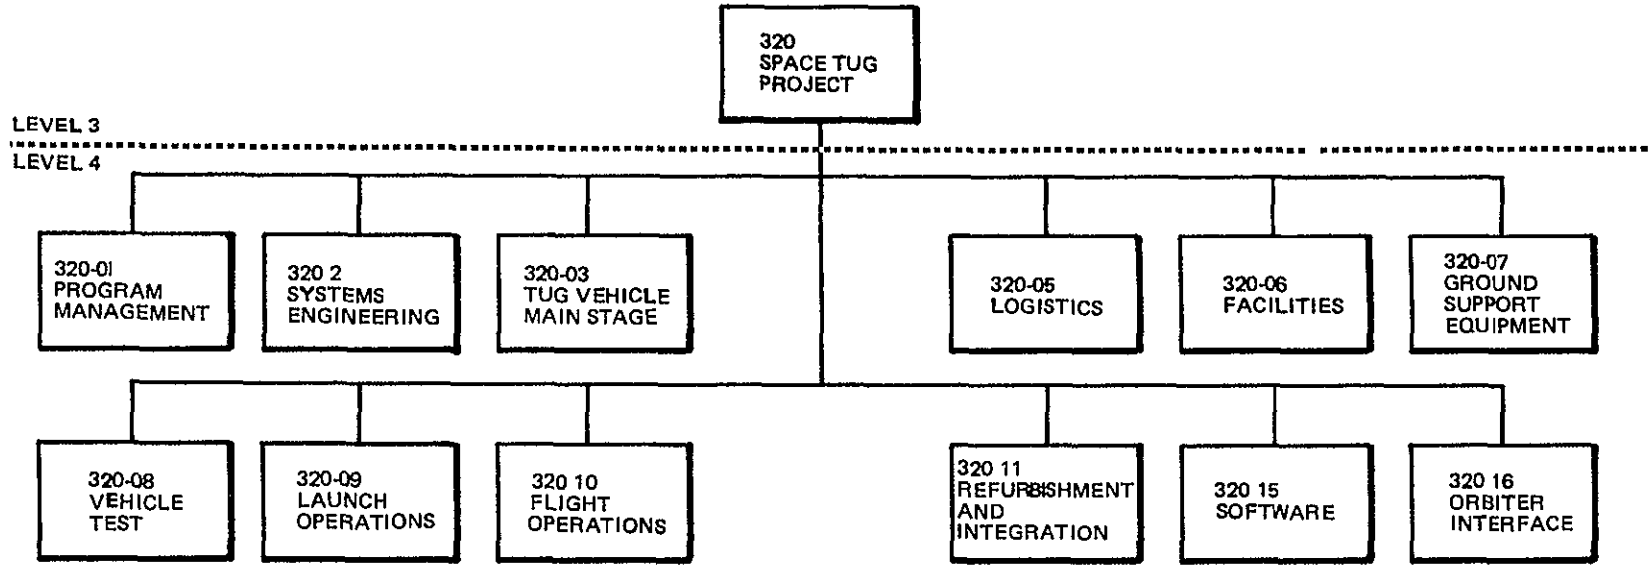 320
SPACE TUG
PROJECT
LEVEL 3
LEVEL 4
320-01
PROGRAM
MANAGEMENT
320 2
SYSTEMS
ENGINEERING
320-03
TUG VEHICLE
MAIN STAGE
320-05
LOGISTICS
320-06
FACILITIES
320-07
GROUND
SUPPORT
EQUIPMENT
320-08
VEHICLE
TEST
320-09
LAUNCH
OPERATIONS
320 10
FLIGHT
OPERATIONS
320 11
REFURBISHMENT
AND
INTEGRATION
320 15
SOFTWARE
320 16
ORBITER
INTERFACE